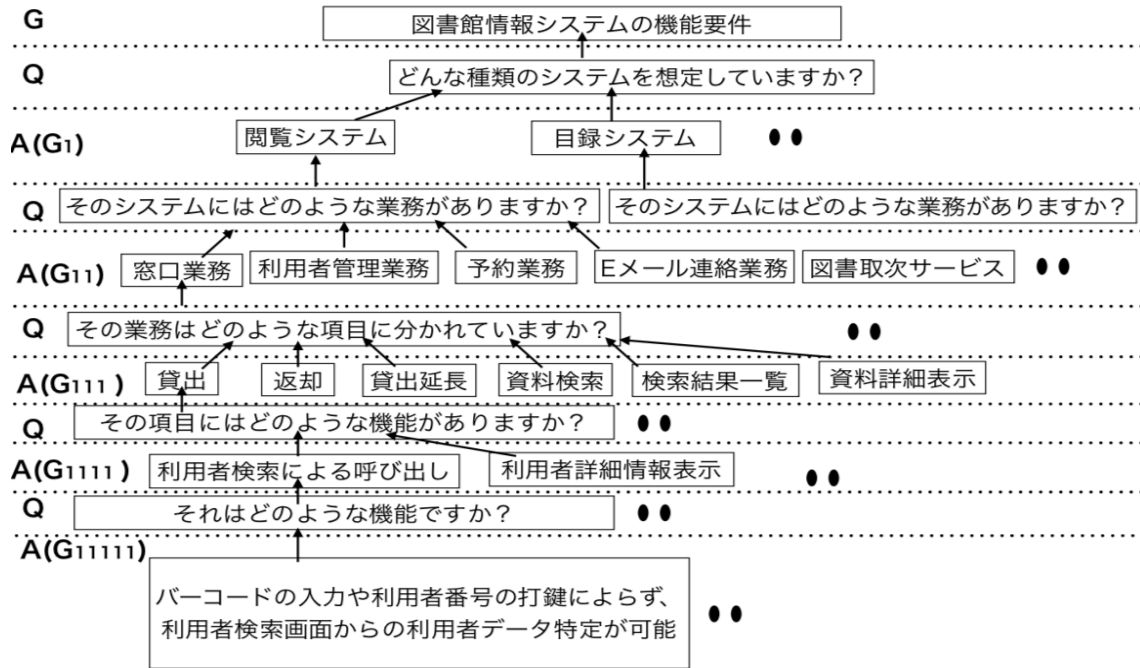 G 図書館情報システムの機能要件
Q どんな種類のシステムを想定していますか？
A(G1) 閲覧システム 目録システム
Q そのシステムにはどのような業務がありますか？ そのシステムにはどのような業務がありますか？
A(G11) 窓口業務 利用者管理業務 予約業務 Eメール連絡業務 図書取次サービス
Q その業務はどのような項目に分かれていますか？
A(G111) 貸出 返却 貸出延長 資料検索 検索結果一覧 資料詳細表示
Q その項目にはどのような機能がありますか？
A(G1111) 利用者検索による呼び出し 利用者詳細情報表示
Q それはどのような機能ですか？
A(G11111)
バーコードの入力や利用者番号の打鍵によらず、
利用者検索画面からの利用者データ特定が可能